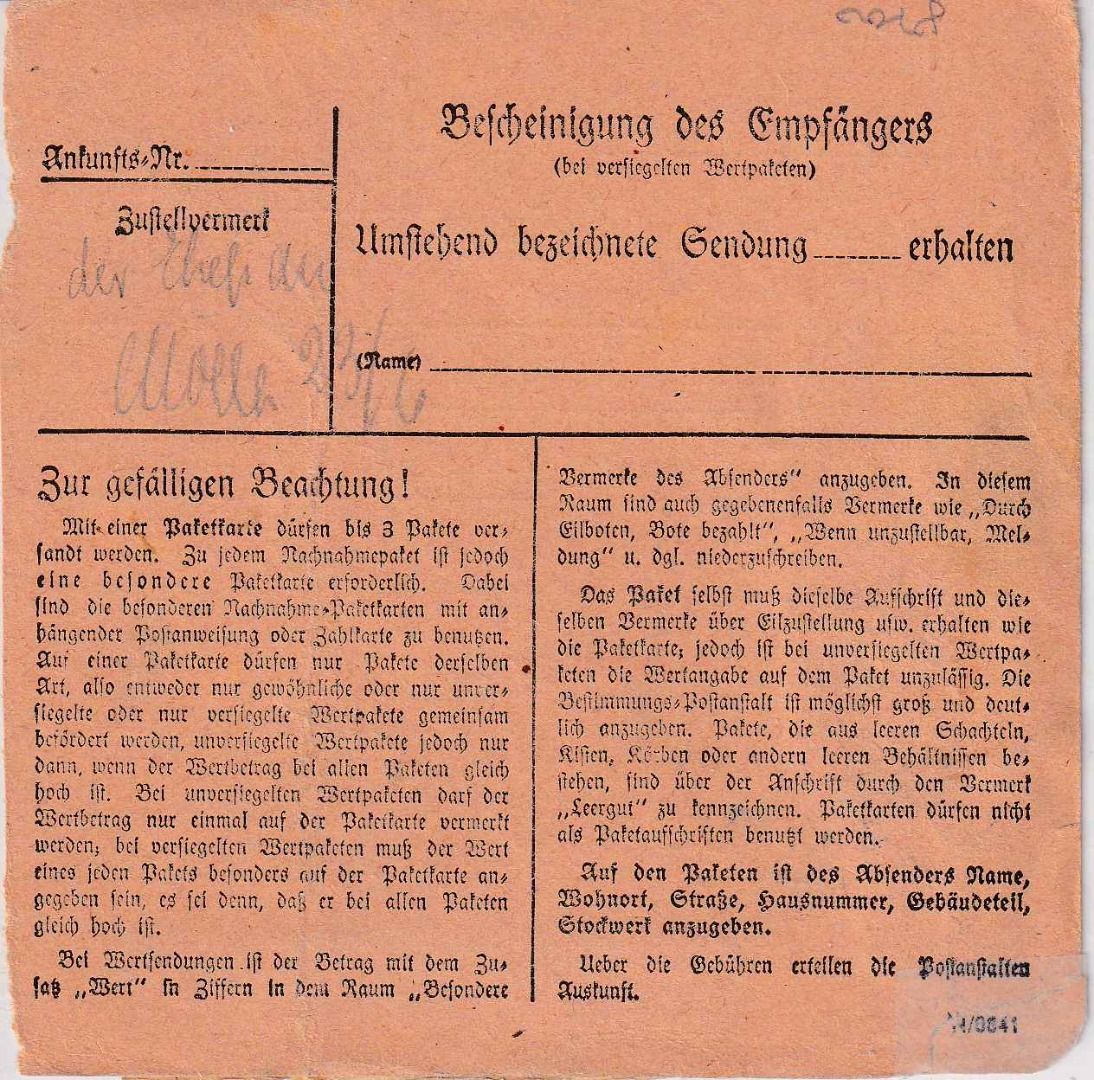 Ankunfts-Nr.
Zustellvermerk
der
23/6
Bescheinigung des Empfängers
(bei versiegelten Wertpaketen)
Umstehend bezeichnete Sendung erhalten
(Name)
Zur gefälligen Beachtung!
Mit einer Paketkarte dürfen bis 3 Pakete ver-
sandt werden. Zu jedem Nachnahmepaket ist jedoch
eine besondere Paketkarte erforderlich. Dabei
sind die besonderen Nachnahme-Paketkarten mit an-
hängender Postanweisung oder Zahlkarte zu benutzen.
Auf einer Paketkarte dürfen nur Pakete derselben
Art, also entweder nur gewöhnliche oder nur unver-
siegelte oder nur versiegelte Wertpakete gemeinsam
befördert werden, unversiegelte Wertpakete jedoch nur
dann, wenn der Wertbetrag bei allen Paketen gleich
hoch ist. Bei unversiegelten Wertpaketen darf der
Wertbetrag nur einmal auf der Paketkarte vermerkt
werden; bei versiegelten Wertpaketen muß der Wert
eines jeden Pakets besonders auf der Paketkarte an-
gegeben sein, es sei denn, daß er bei allen Paketen
gleich hoch ist.
Bei Wertsendungen ist der Betrag mit dem Zu-
satz „Wert" in Ziffern in dem Raum „Besondere
Vermerke des Absenders" anzugeben. In diesem
Raum sind auch gegebenenfalls Vermerke wie „Durch
Eilboten, Bote bezahlt", „Wenn unzustellbar, Mel-
dung" u. dgl. niederzuschreiben.
Das Paket selbst muß dieselbe Aufschrift und die-
selben Vermerke über Eilzustellung usw. erhalten wie
die Paketkarte; jedoch ist bei unversiegelten Wertpa-
keten die Wertangabe auf dem Paket unzulässig. Die
Bestimmungs-Postanstalt ist möglichst groß und deut-
lich anzugeben. Pakete, die aus leeren Schachteln,
Kisten, Körben oder andern leeren Behältnissen be-
stehen, sind über der Anschrift durch den Vermerk
„Leergut" zu kennzeichnen. Paketkarten dürfen nicht
als Paketaufschriften benutzt werden.
Auf den Paketen ist des Absenders Name,
Wohnort, Straße, Hausnummer, Gebäudeteil,
Stockwerk anzugeben.
Ueber die Gebühren erteilen die Postanstalten
Auskunft.